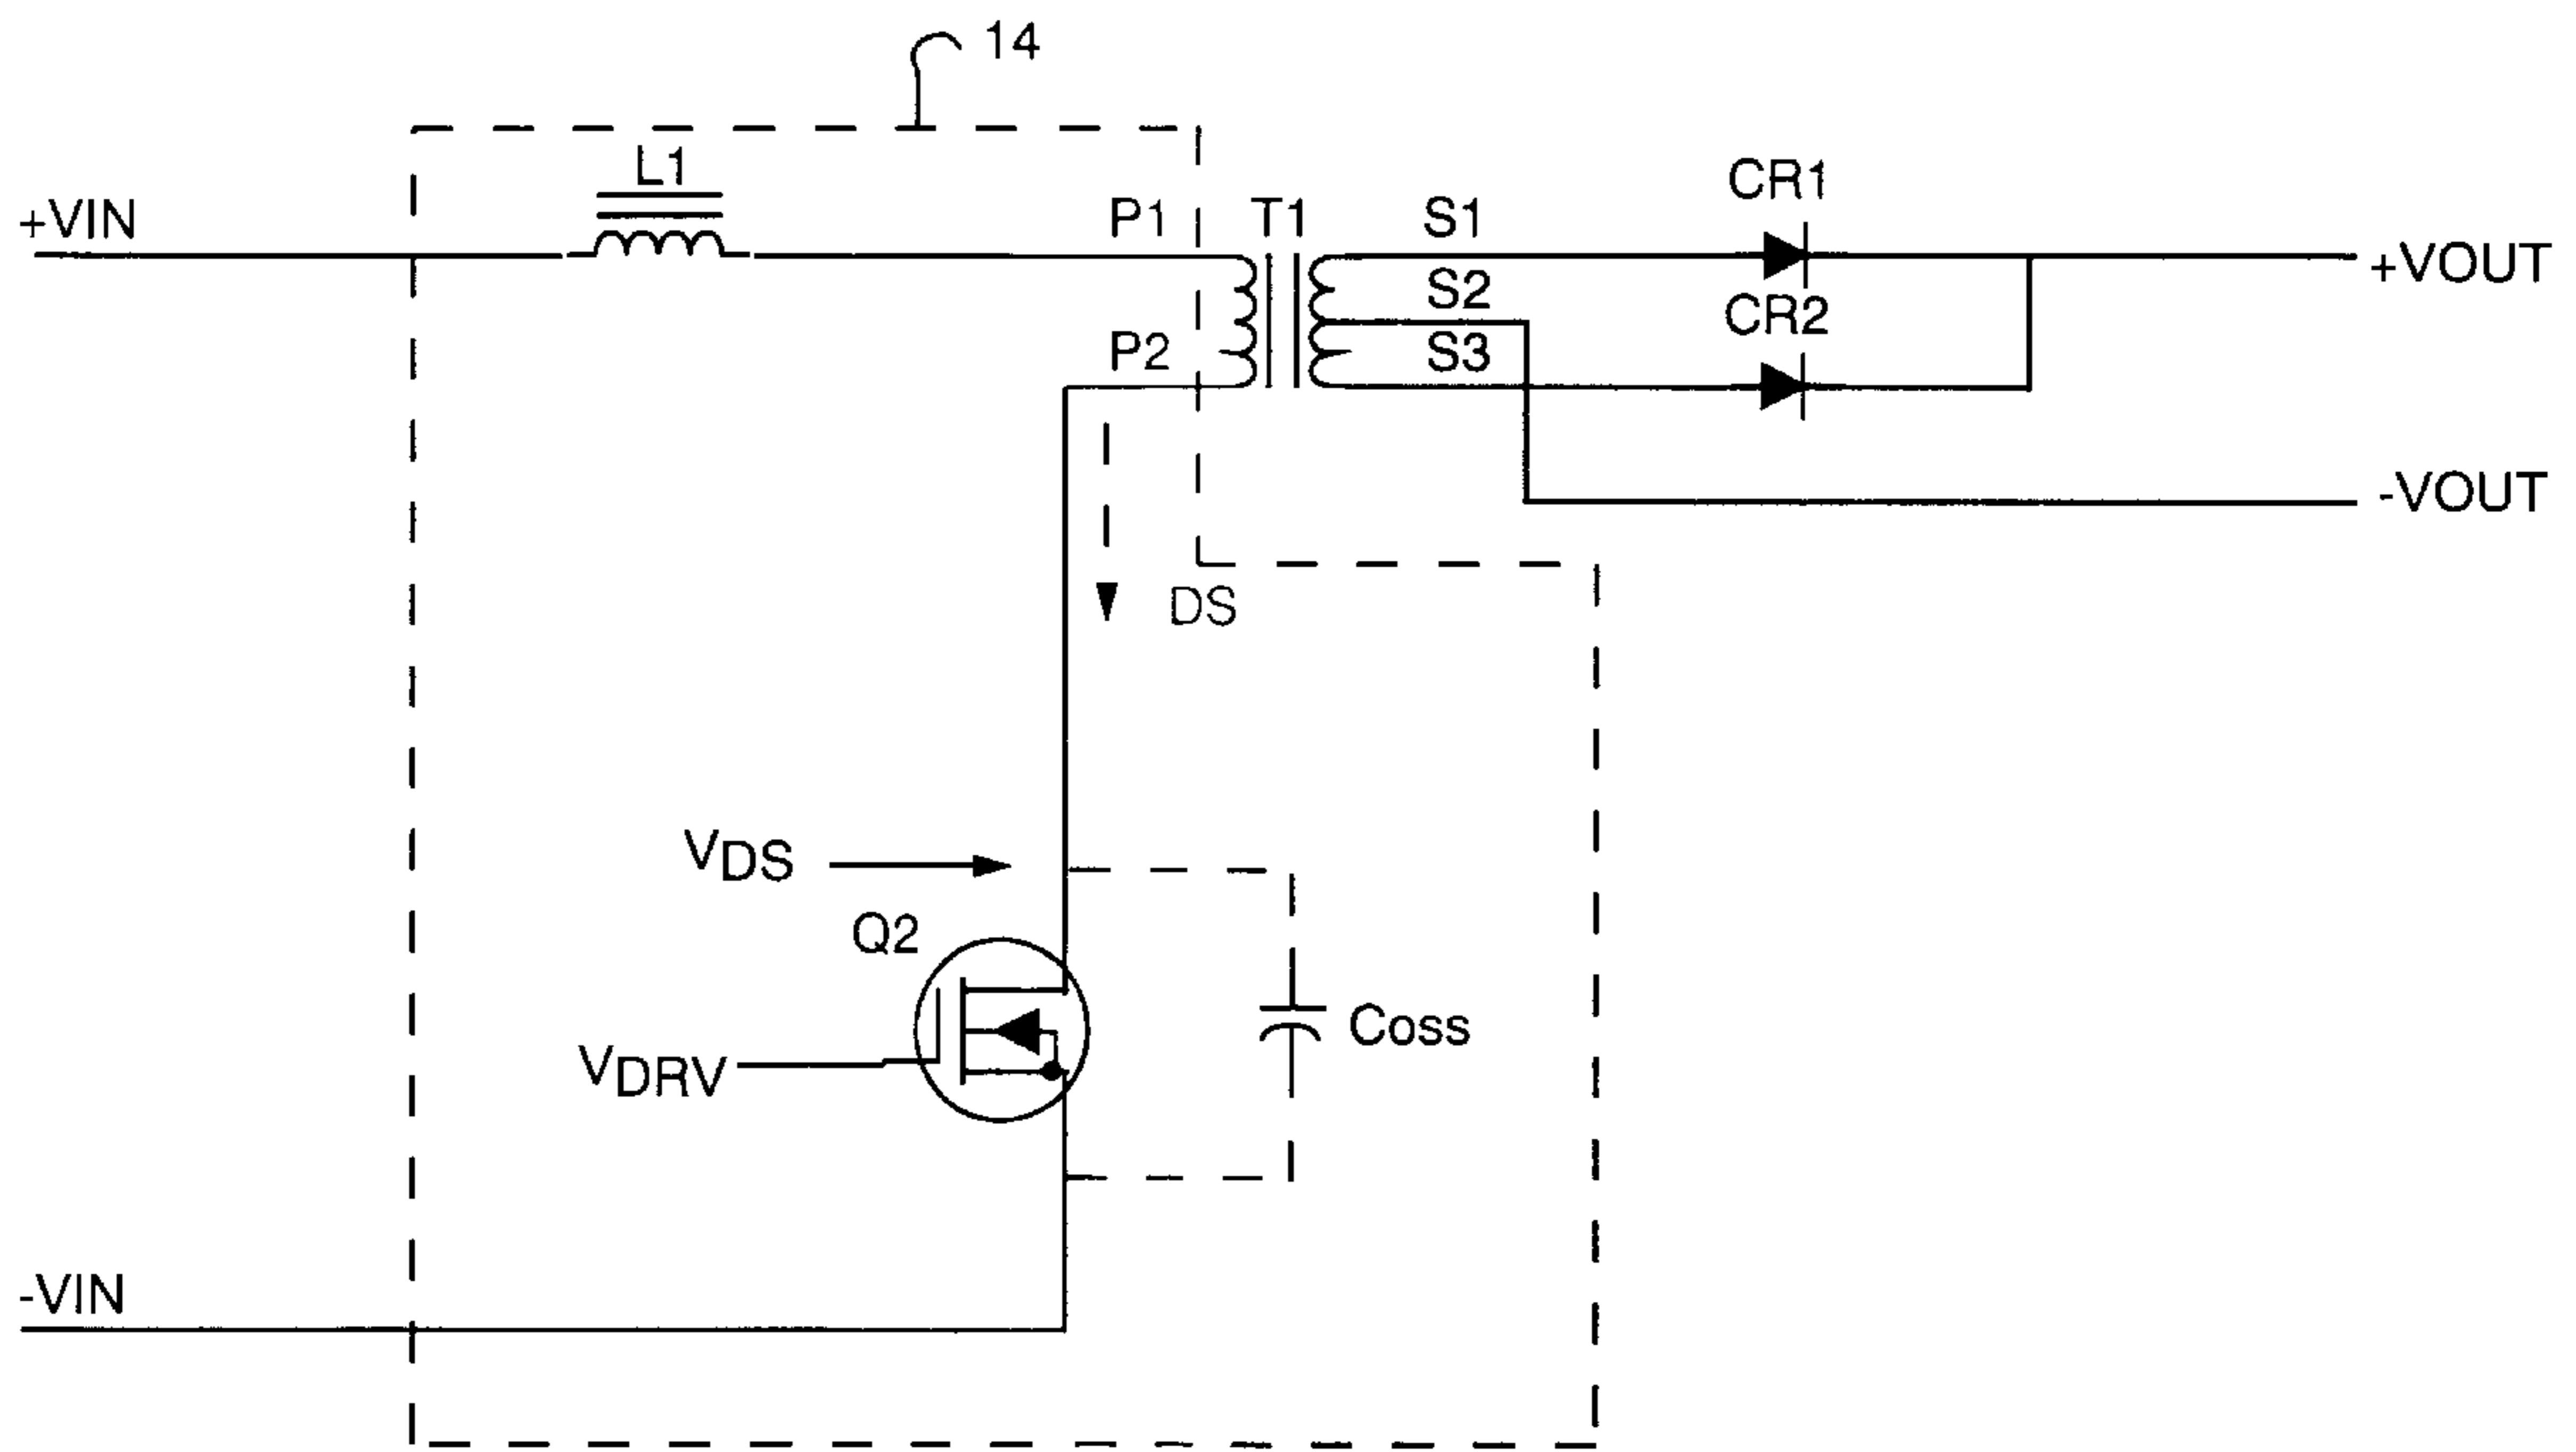 14
L1
CR1
+VIN
P1 T1 S1
+VOUT
S2
CR2
P2
S3
-VOUT
DS
VDS
Q2
Coss
VDRV
-VIN